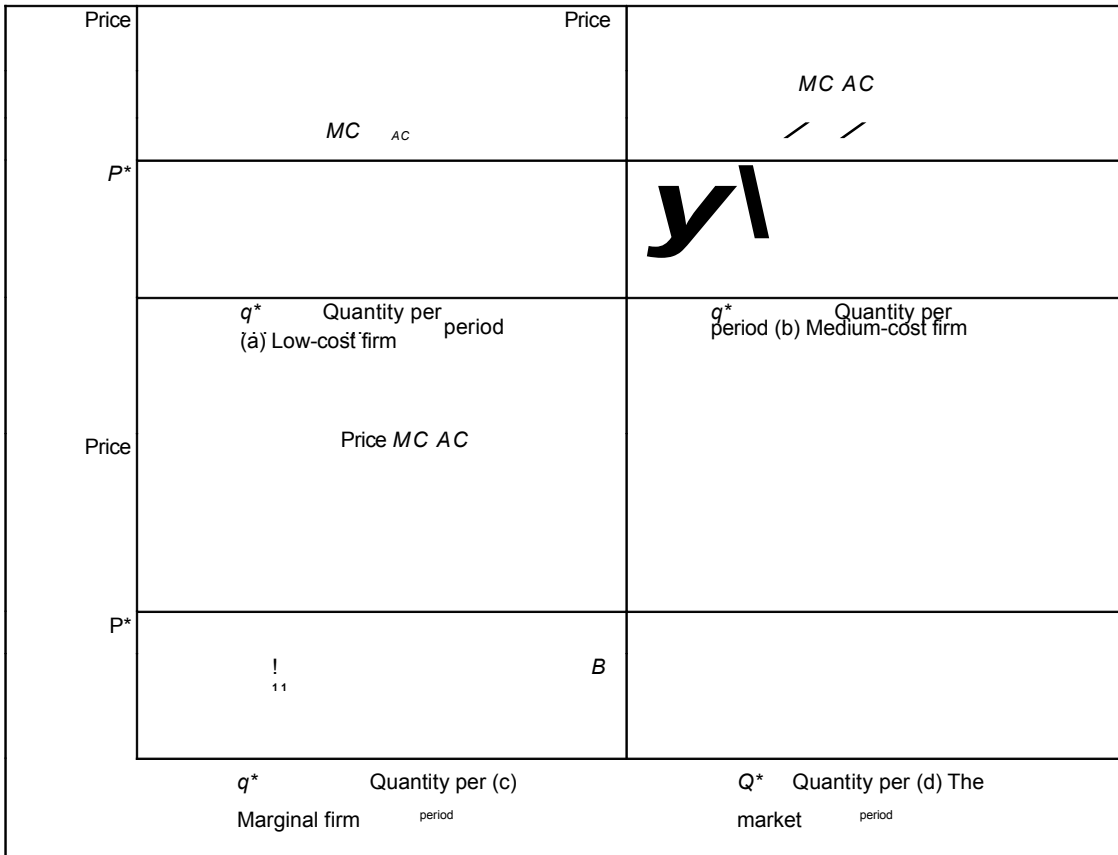 Price
Price
MC AC
MC AC
P*
y\
q* Quantity per period
(a) Low-cost firm
q* Quantity per
period (b) Medium-cost firm
Price
Price MC AC
P*
! B
11
q* Quantity per (c)
Marginal firm period
Q* Quantity per (d) The
market period